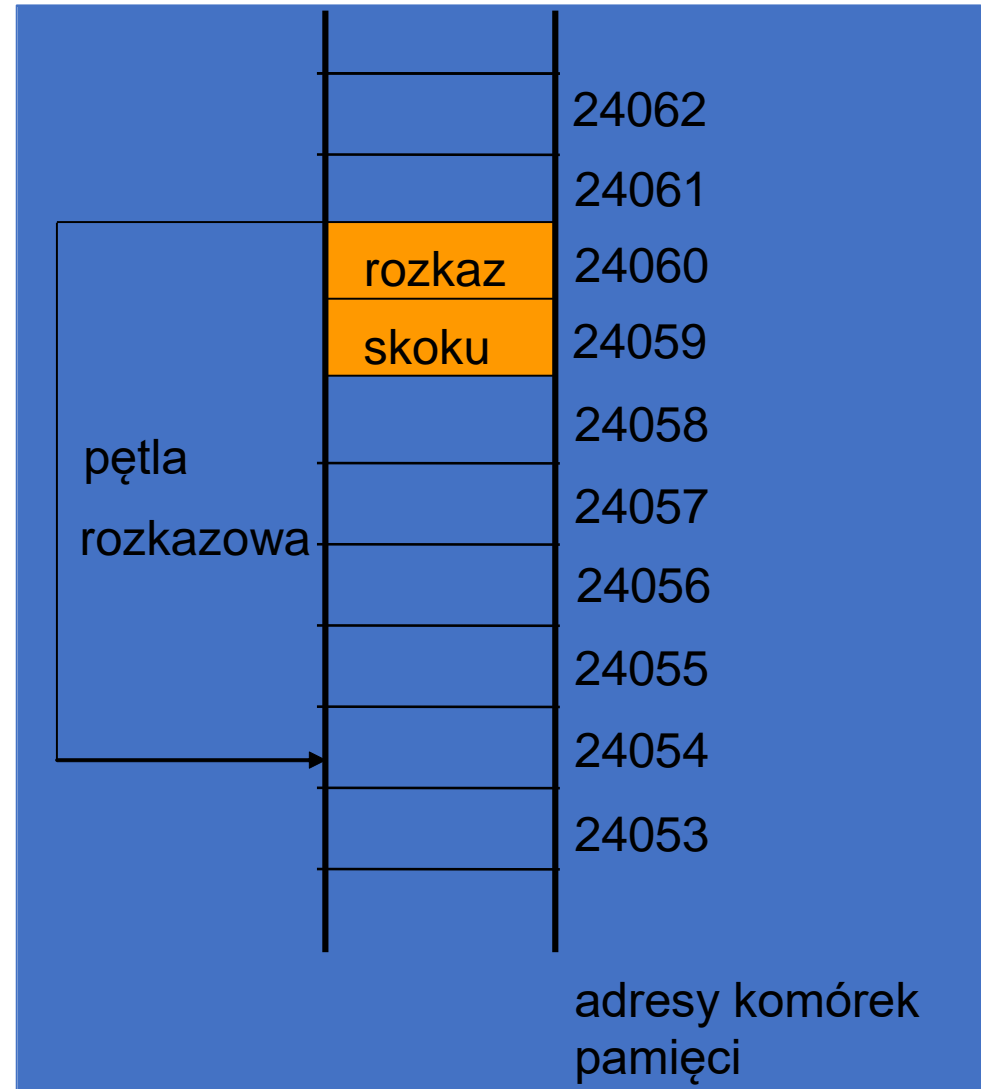 24062
24061
rozkaz 24060
skoku 24059
24058
pętla
24057
rozkazowa
24056
24055
24054
24053
adresy komórek
pamięci